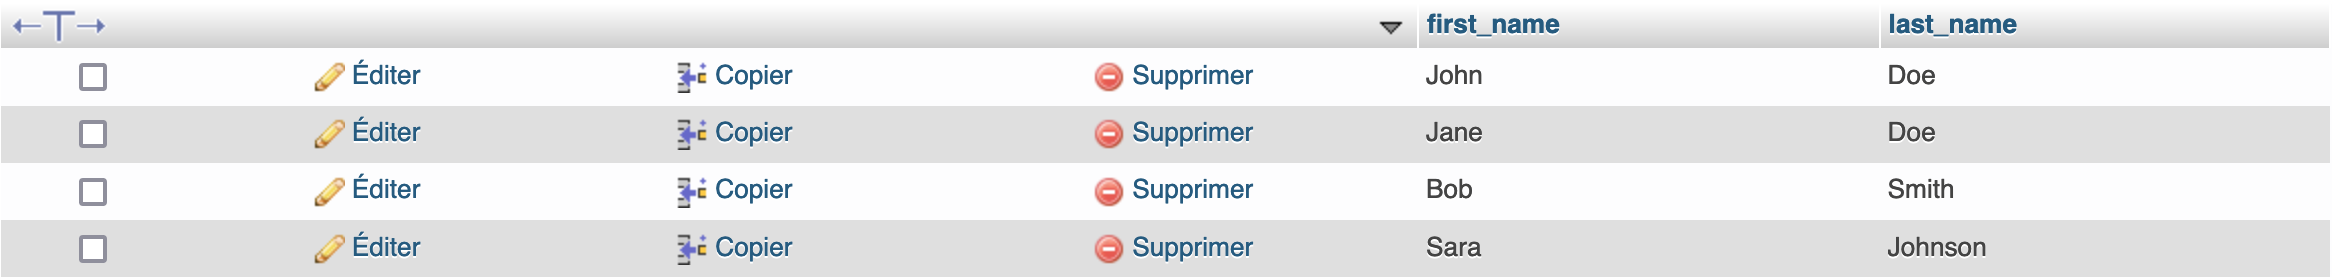 first_name last_name
Éditer Copier Supprimer John Doe
Éditer Copier Supprimer Jane Doe
Éditer Copier Supprimer Bob Smith
Éditer Copier Supprimer Sara Johnson